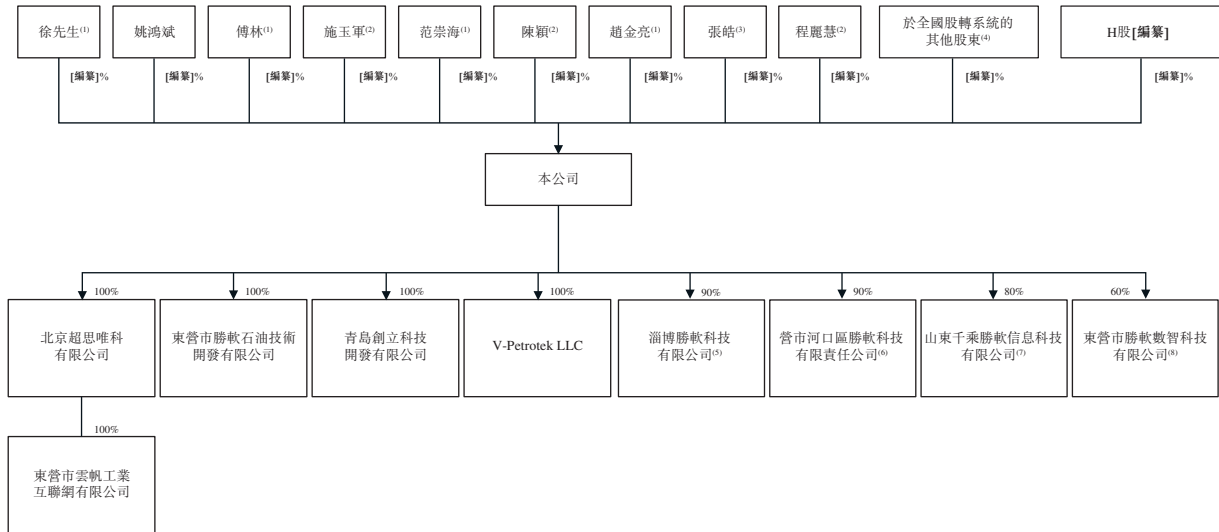 徐先生(1)
姚鴻斌
傅林(1)
施玉軍(2)
范崇海(1)
陳穎(2)
趙金亮(1)
張皓(3)
程麗慧(2)
於全國股轉系統的
其他股東(4)
H股[編纂]
[編纂]%
[編纂]%
[編纂]%
[編纂]%
[編纂]%
[編纂]%
[編纂]%
[編纂]%
[編纂]%
[編纂]%
[編纂]%
本公司
100%
100%
100%
100%
90%
90%
80%
60%
北京超思唯科
有限公司
東營市勝軟石油技術
開發有限公司
青島創立科技
開發有限公司
V-Petrotek LLC
淄博勝軟科技
有限公司(5)
營市河口區勝軟科技
有限責任公司(6)
山東千乘勝軟信息科技
有限公司(7)
東營市勝軟數智科技
有限公司(8)
100%
東營市雲帆工業
互聯網有限公司